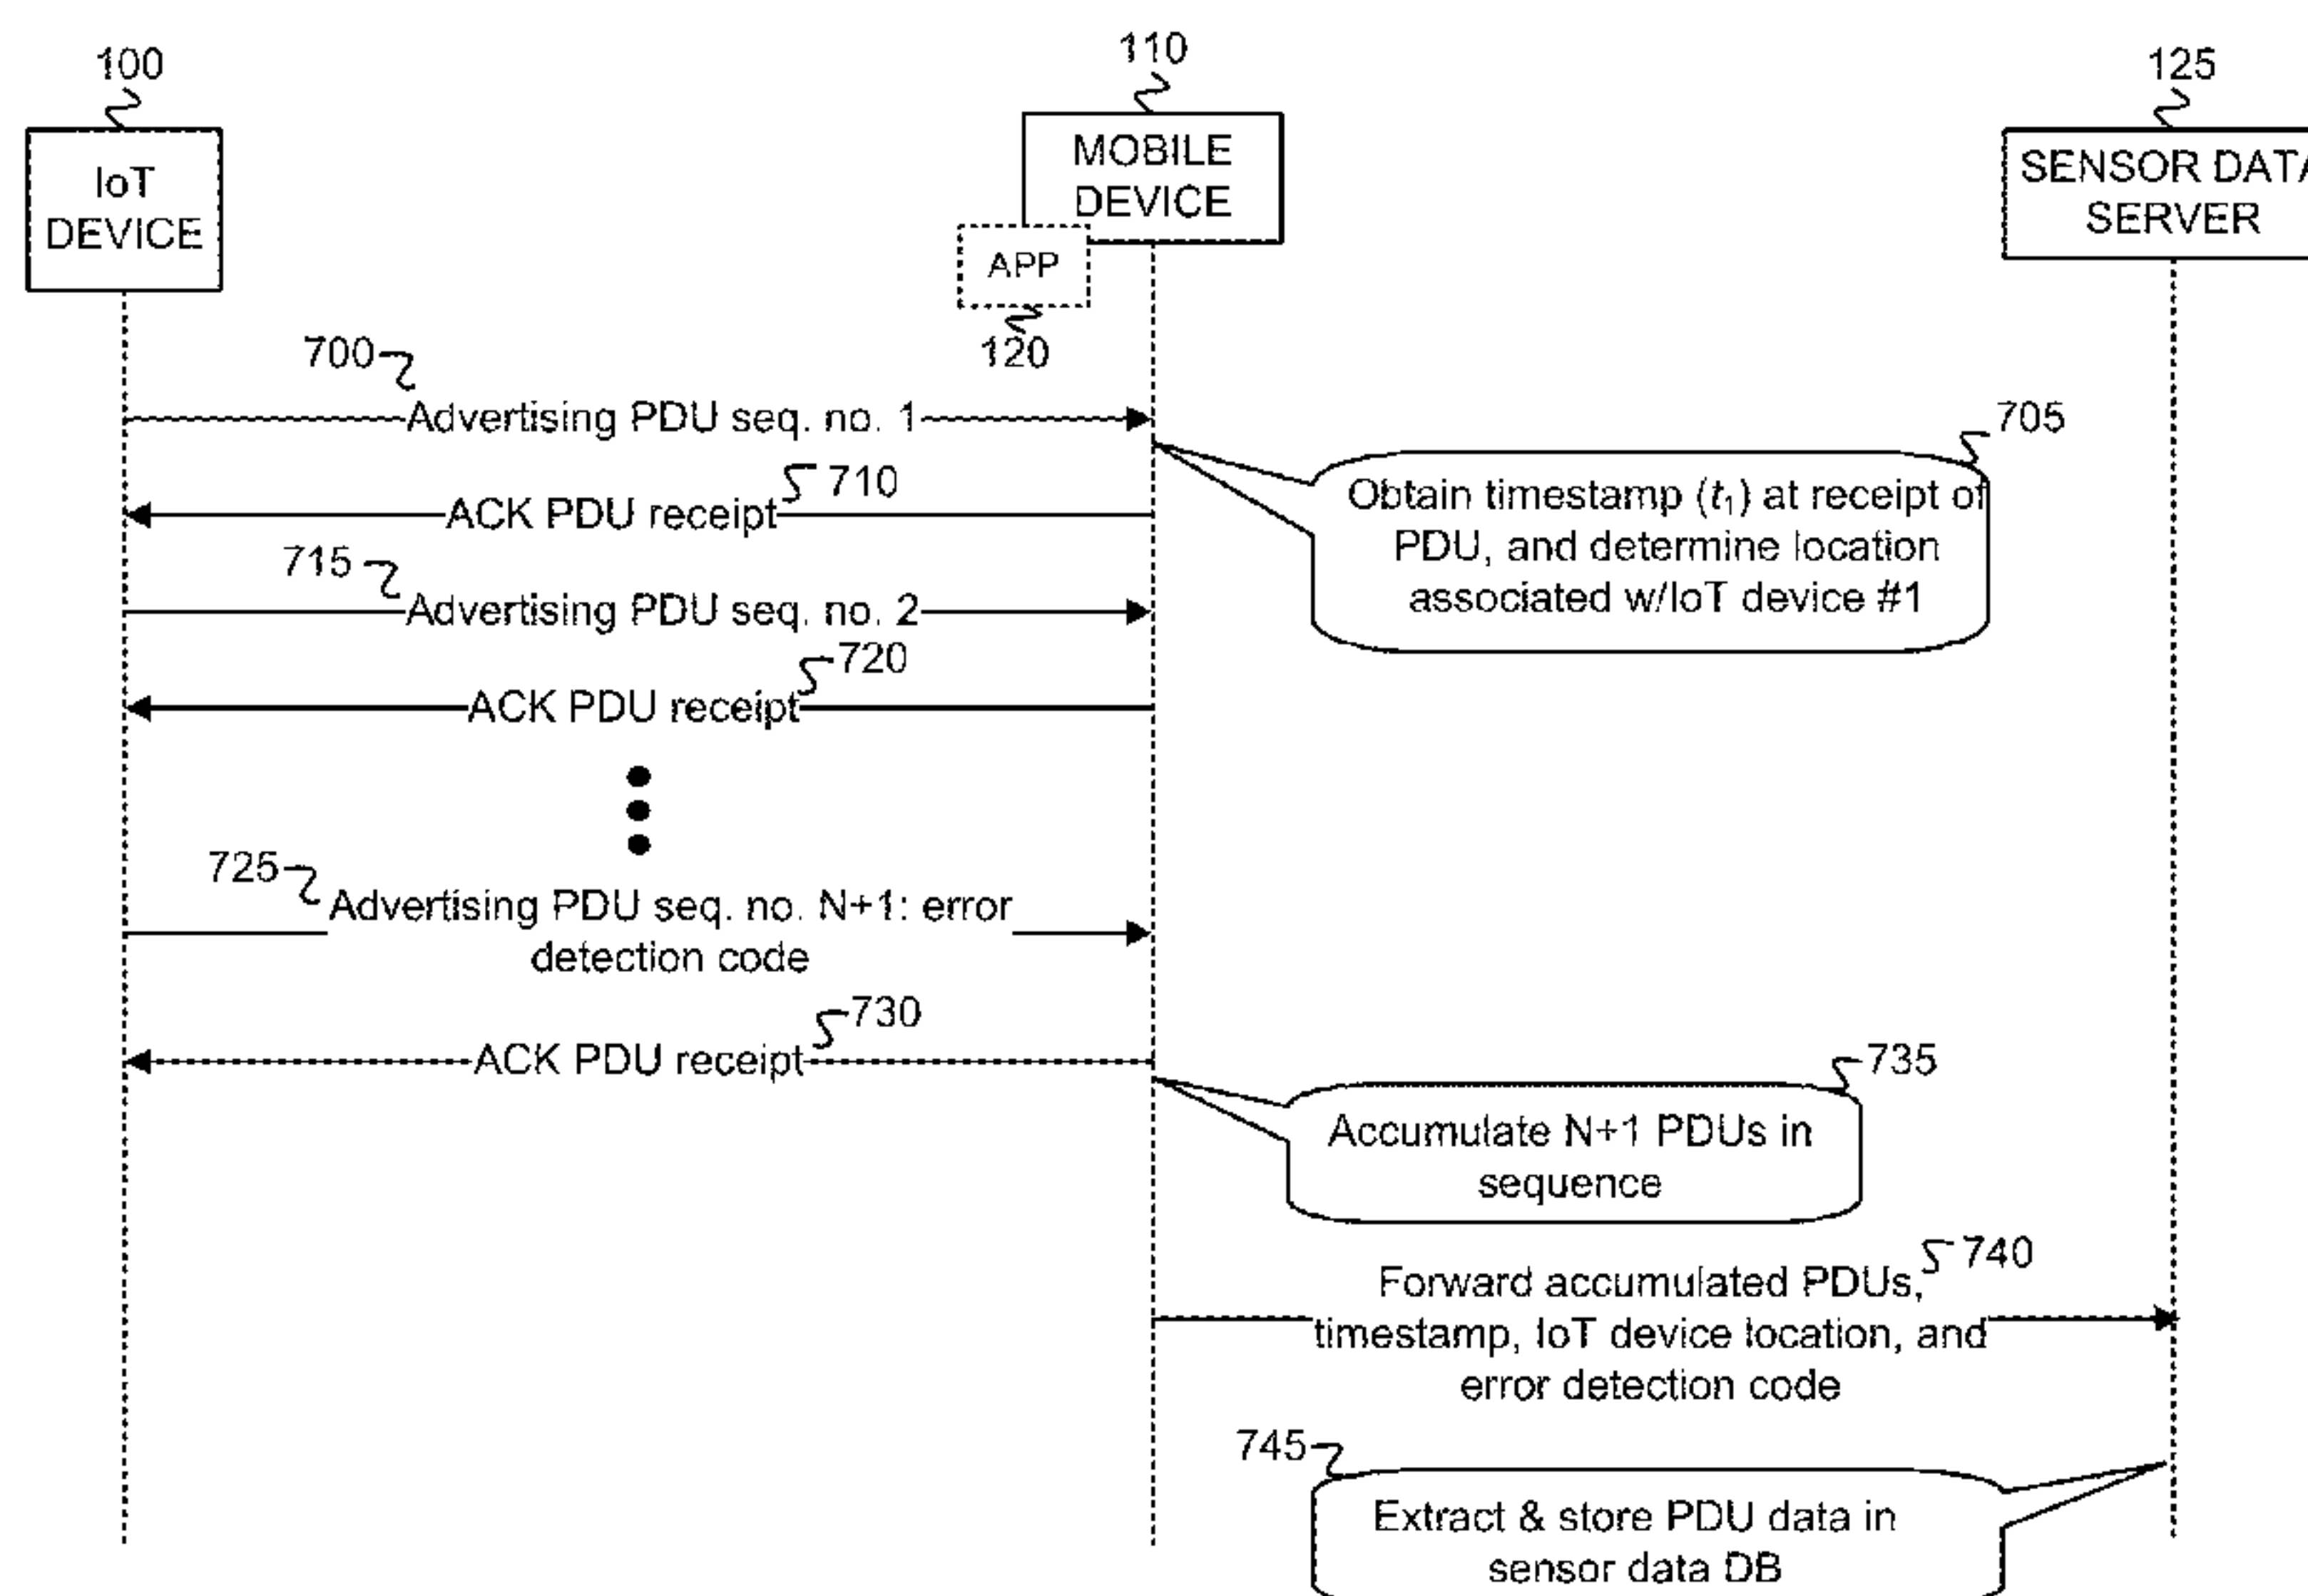 100
110
125
IoT
DEVICE
MOBILE
DEVICE
SENSOR DATA
SERVER
APP
120
700
Advertising PDU seq. no. 1
705
Obtain timestamp (t₁) at receipt of
PDU, and determine location
associated w/IoT device #1
710
ACK PDU receipt
715
Advertising PDU seq. no. 2
720
ACK PDU receipt
725
Advertising PDU seq. no. N+1: error
detection code
730
ACK PDU receipt
735
Accumulate N+1 PDUs in
sequence
740
Forward accumulated PDUs,
timestamp, IoT device location, and
error detection code
745
Extract & store PDU data in
sensor data DB